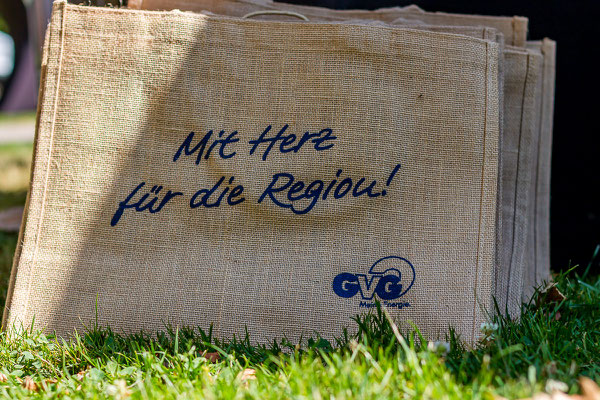 Mit Herz
für die Region!
GVG